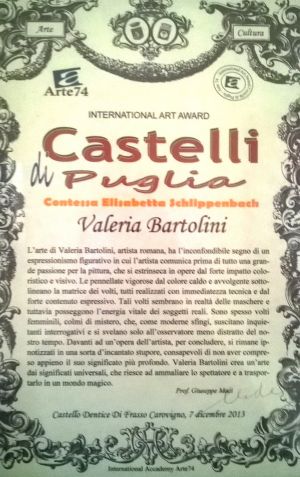 Arte
Cultura
Arte74
INTERNATIONAL ART AWARD
Castelli
di Puglia
Contessa Elisabetta Schlippenbach
Valeria Bartolini
L'arte di Valeria Bartolini, artista romana, ha l'inconfondibile segno di un
espressionismo figurativo in cui l'artista comunica prima di tutto una gran-
de passione per la pittura, che si estrinseca in opere dal forte impatto colo-
ristico e visivo. Le pennellate vigorose dal colore caldo e avvolgente sotto-
lineano la matrice dei volti, tutti realizzati con immediatezza tecnica e dal
forte contenuto espressivo. Tali volti sembrano in realtà delle maschere e
tuttavia posseggono l'energia vitale dei soggetti reali. Sono spesso volti
femminili, colmi di mistero, che, come moderne sfingi, suscitano inquie-
tanti interrogativi e si svelano solo all'osservatore meno distratto del no-
stro tempo. Davanti ad un'opera dell'artista, per concludere, si rimane ip-
notizzati in una sorta d'incantato stupore, consapevoli di non aver compre-
so appieno il suo significato più profondo. Valeria Bartolini crea un'arte
dai significati universali, che riesce ad ammaliare lo spettatore e a traspor-
tarlo in un mondo magico.
Prof. Giuseppe
Castello Dentice Di Frasso Carovigno, 7 dicembre 2013
International Accademy Arte74